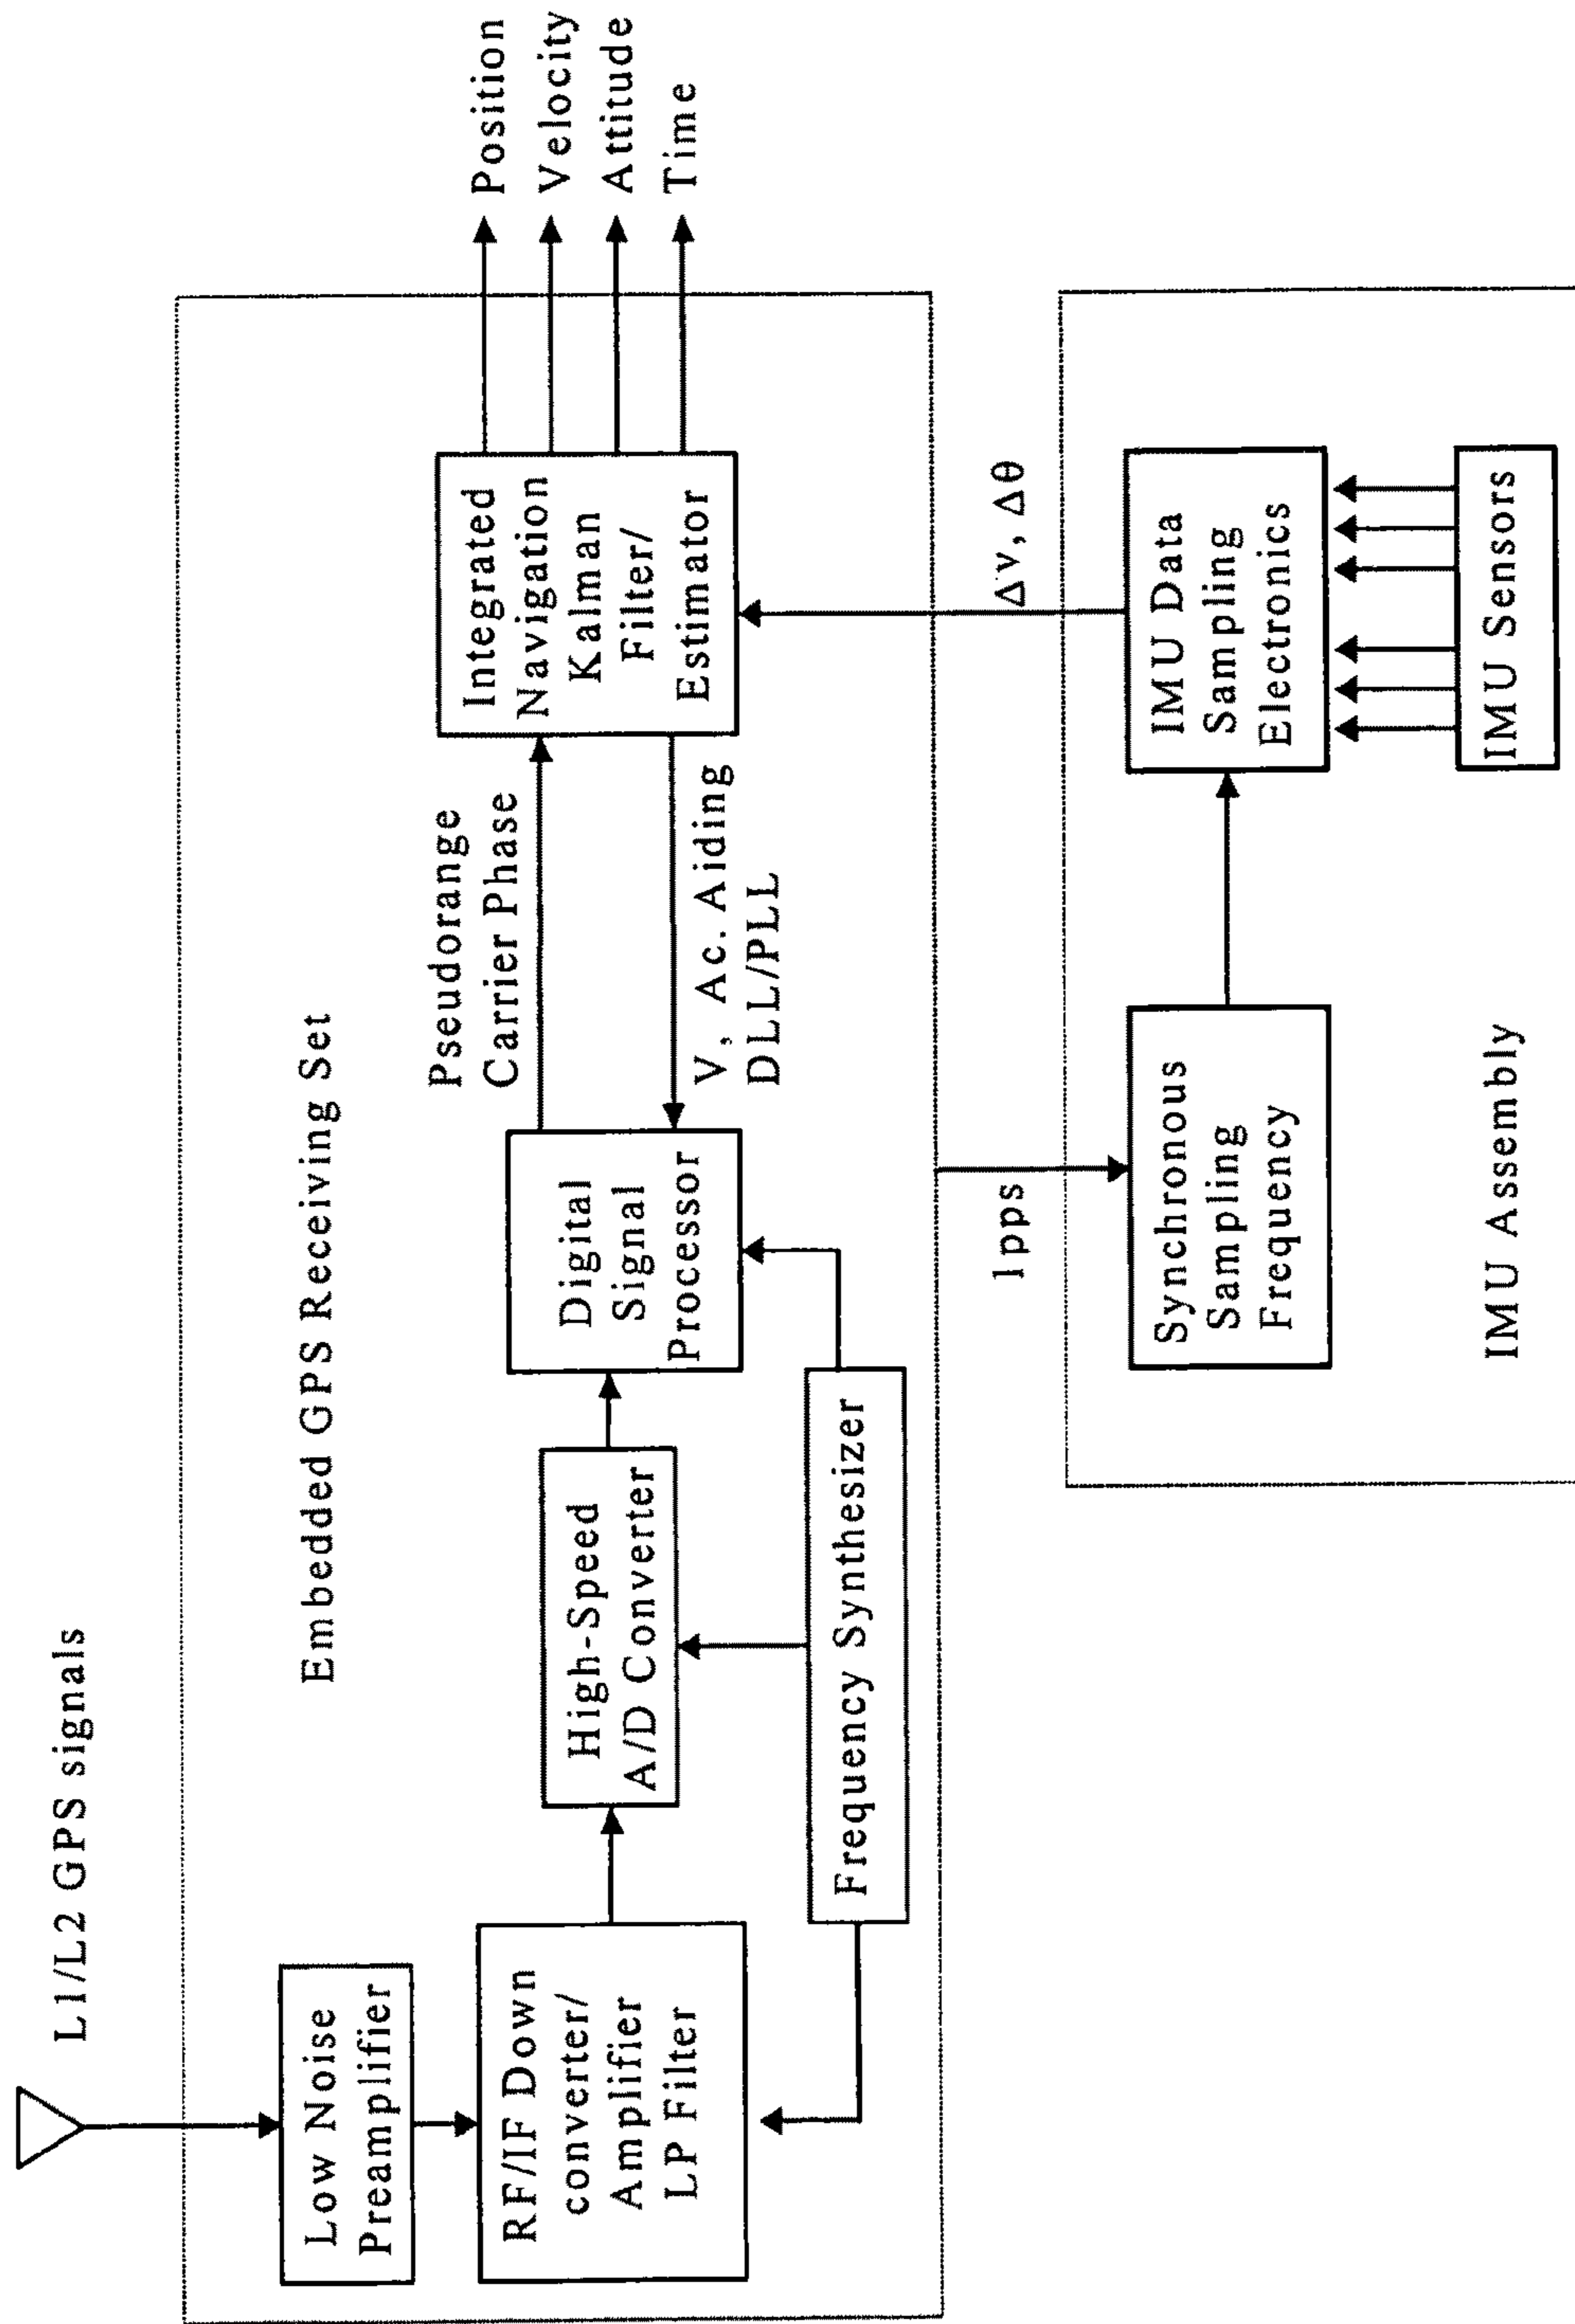 L1/L2 GPS signals
Embedded GPS Receiving Set
Low Noise
Preamplifier
RF/IF Down
converter/
Amplifier
LP Filter
High-Speed
A/D Converter
Digital
Signal
Processor
Pseudorange
Carrier Phase
V, Ac. Aiding
DLL/PLL
Integrated
Navigation
Kalman
Filter/
Estimator
Position
Velocity
Attitude
Time
Frequency Synthesizer
1pps
Δv, Δθ
Synchronous
Sampling
Frequency
IMU Data
Sampling
Electronics
IMU Sensors
IMU Assembly